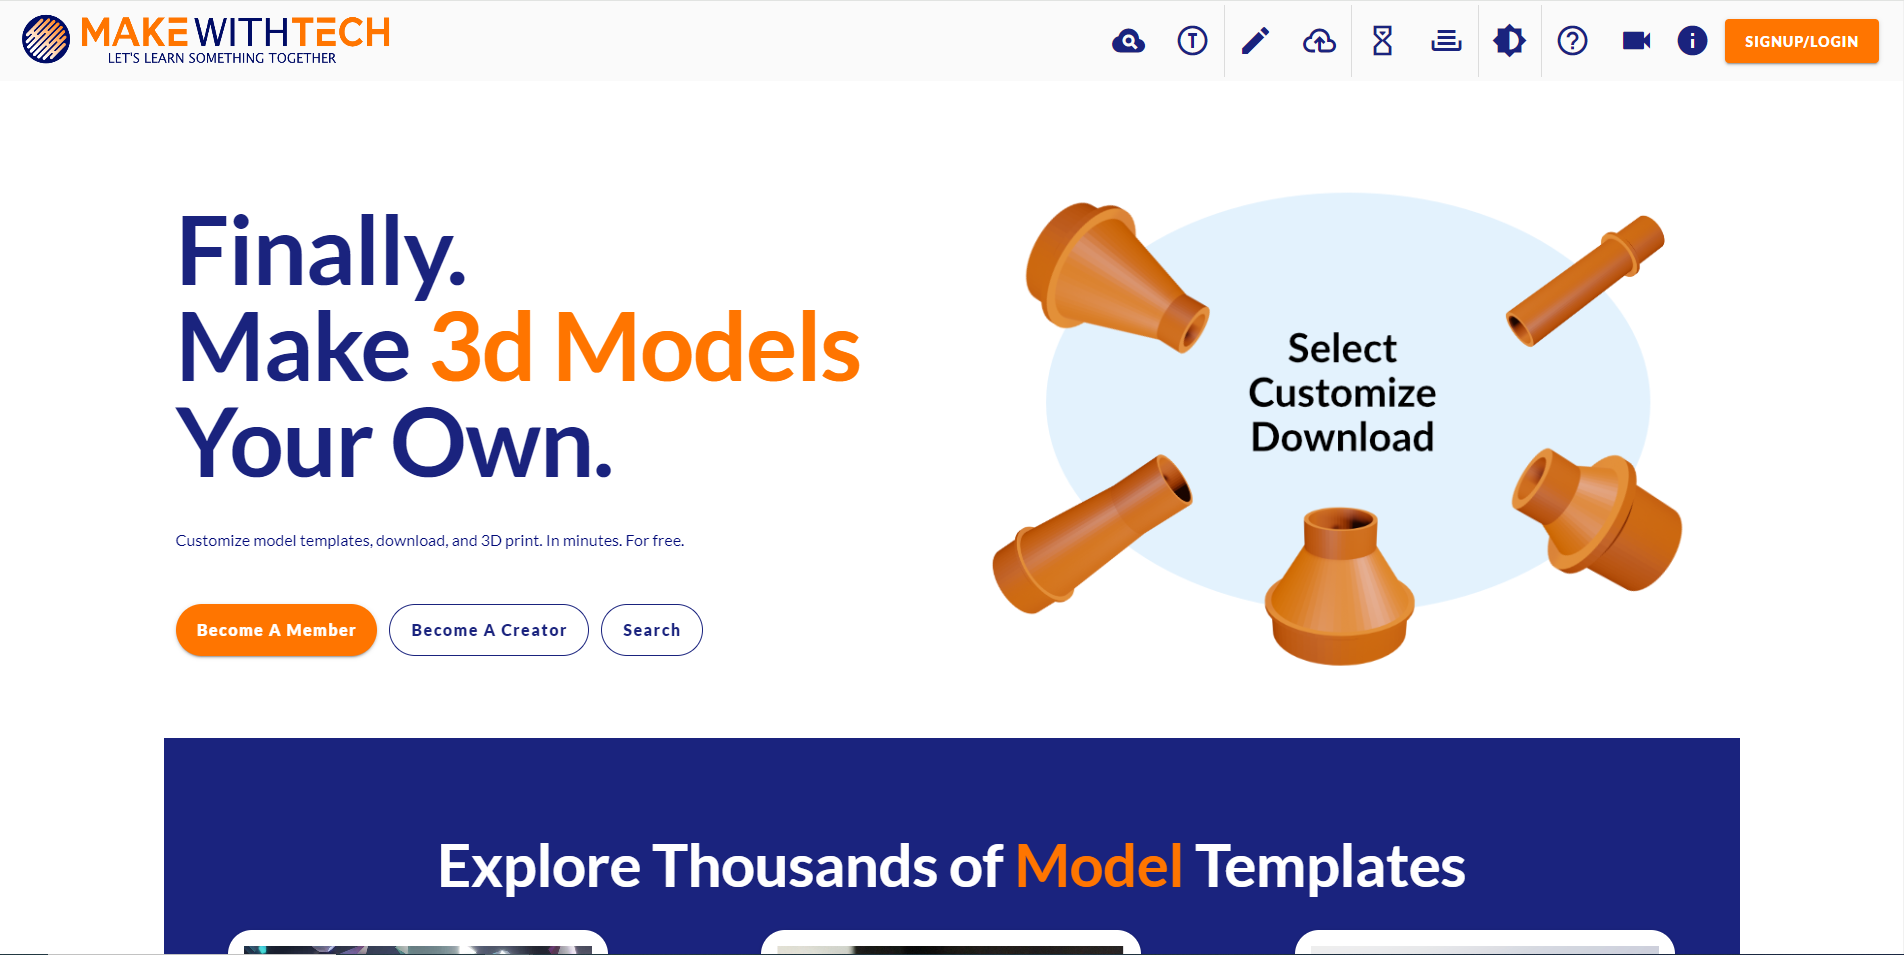 MAKEWITHTECH
LET'S LEARN SOMETHING TOGETHER
T
SIGNUP/LOGIN
Finally.
Make 3d Models
Your Own.
Customize model templates, download, and 3D print. In minutes. For free.
Become A Member
Become A Creator
Search
Select
Customize
Download
Explore Thousands of Model Templates